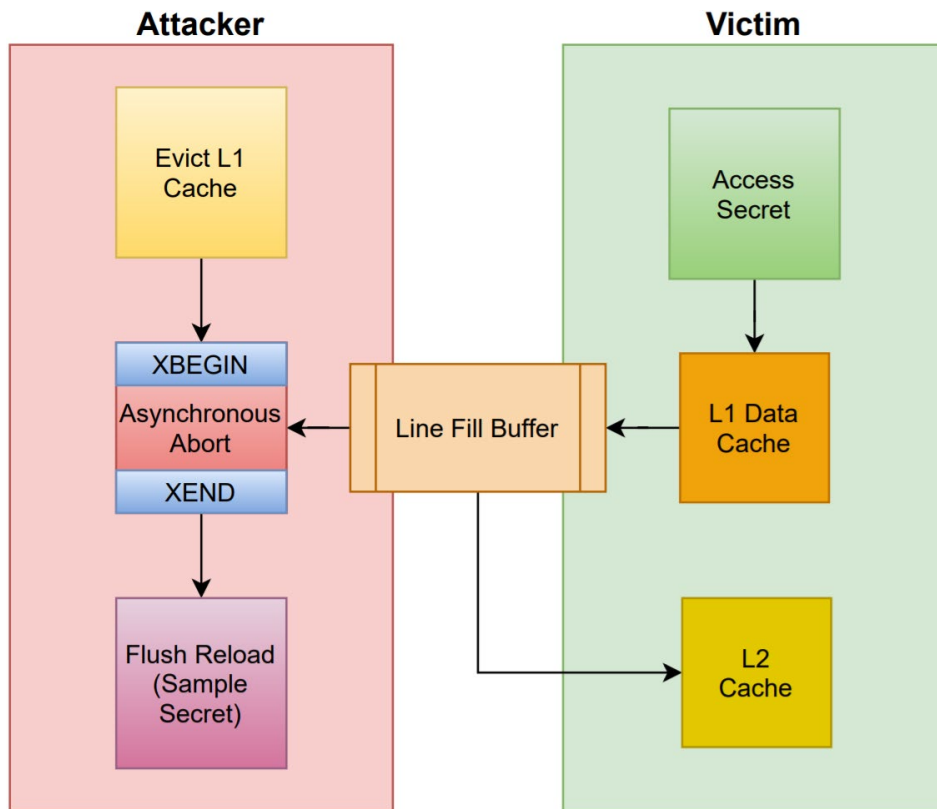 Attacker
Victim
Evict L1
Cache
Access
Secret
XBEGIN
Asynchronous
Abort
XEND
Line Fill Buffer
L1 Data
Cache
Flush Reload
(Sample
Secret)
L2
Cache